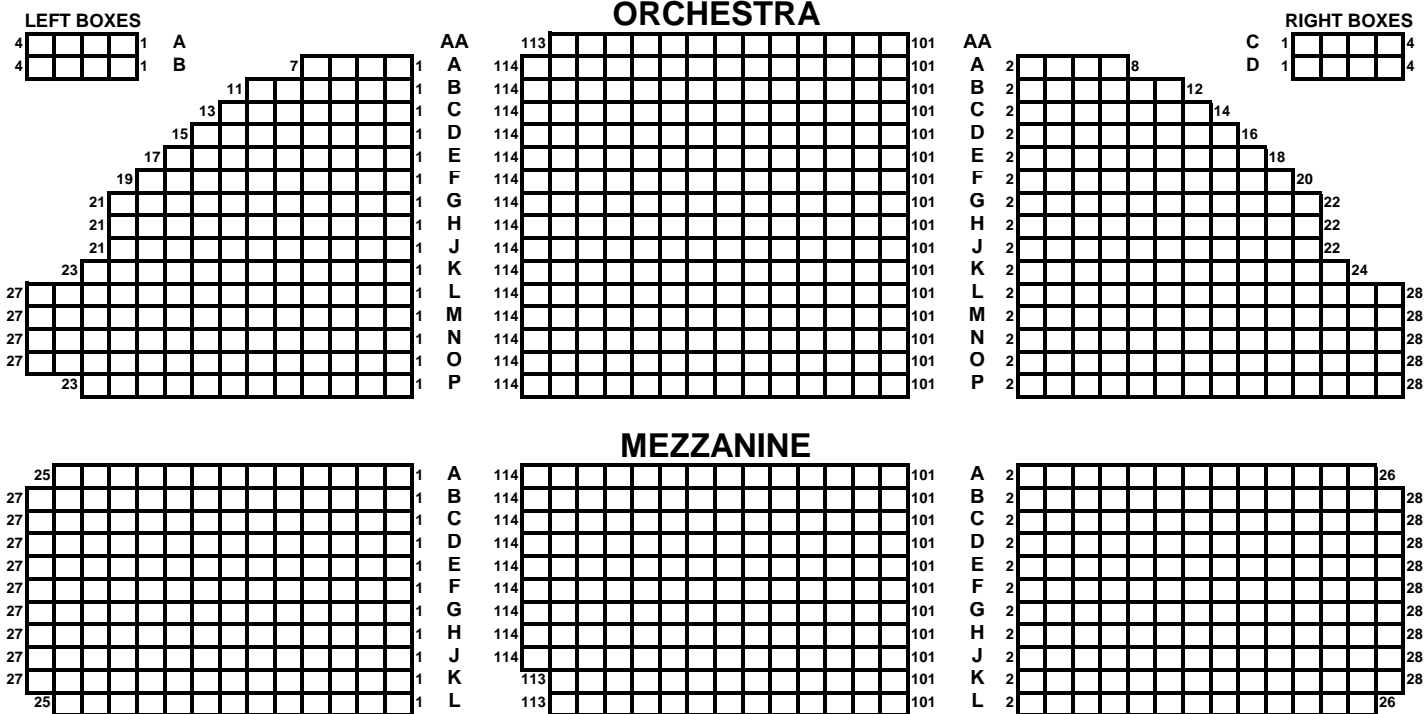 ORCHESTRA
LEFT BOXES RIGHT BOXES
4 1 A AA 113 101 AA C 1 4
4 1 B 7 1 A 114 101 A 2 8 D 1 4
11 1 B 114 101 B 2 12
13 1 C 114 101 C 2 14
15 1 D 114 101 D 2 16
17 1 E 114 101 E 2 18
19 1 F 114 101 F 2 20
21 1 G 114 101 G 2 22
21 1 H 114 101 H 2 22
21 1 J 114 101 J 2 22
23 1 K 114 101 K 2 24
27 1 L 114 101 L 2 28
27 1 M 114 101 M 2 28
27 1 N 114 101 N 2 28
27 1 O 114 101 O 2 28
23 1 P 114 101 P 2 28
MEZZANINE
25 1 A 114 101 A 2 26
27 1 B 114 101 B 2 28
27 1 C 114 101 C 2 28
27 1 D 114 101 D 2 28
27 1 E 114 101 E 2 28
27 1 F 114 101 F 2 28
27 1 G 114 101 G 2 28
27 1 H 114 101 H 2 28
27 1 J 114 101 J 2 28
27 1 K 113 101 K 2 28
25 1 L 113 101 L 2 26